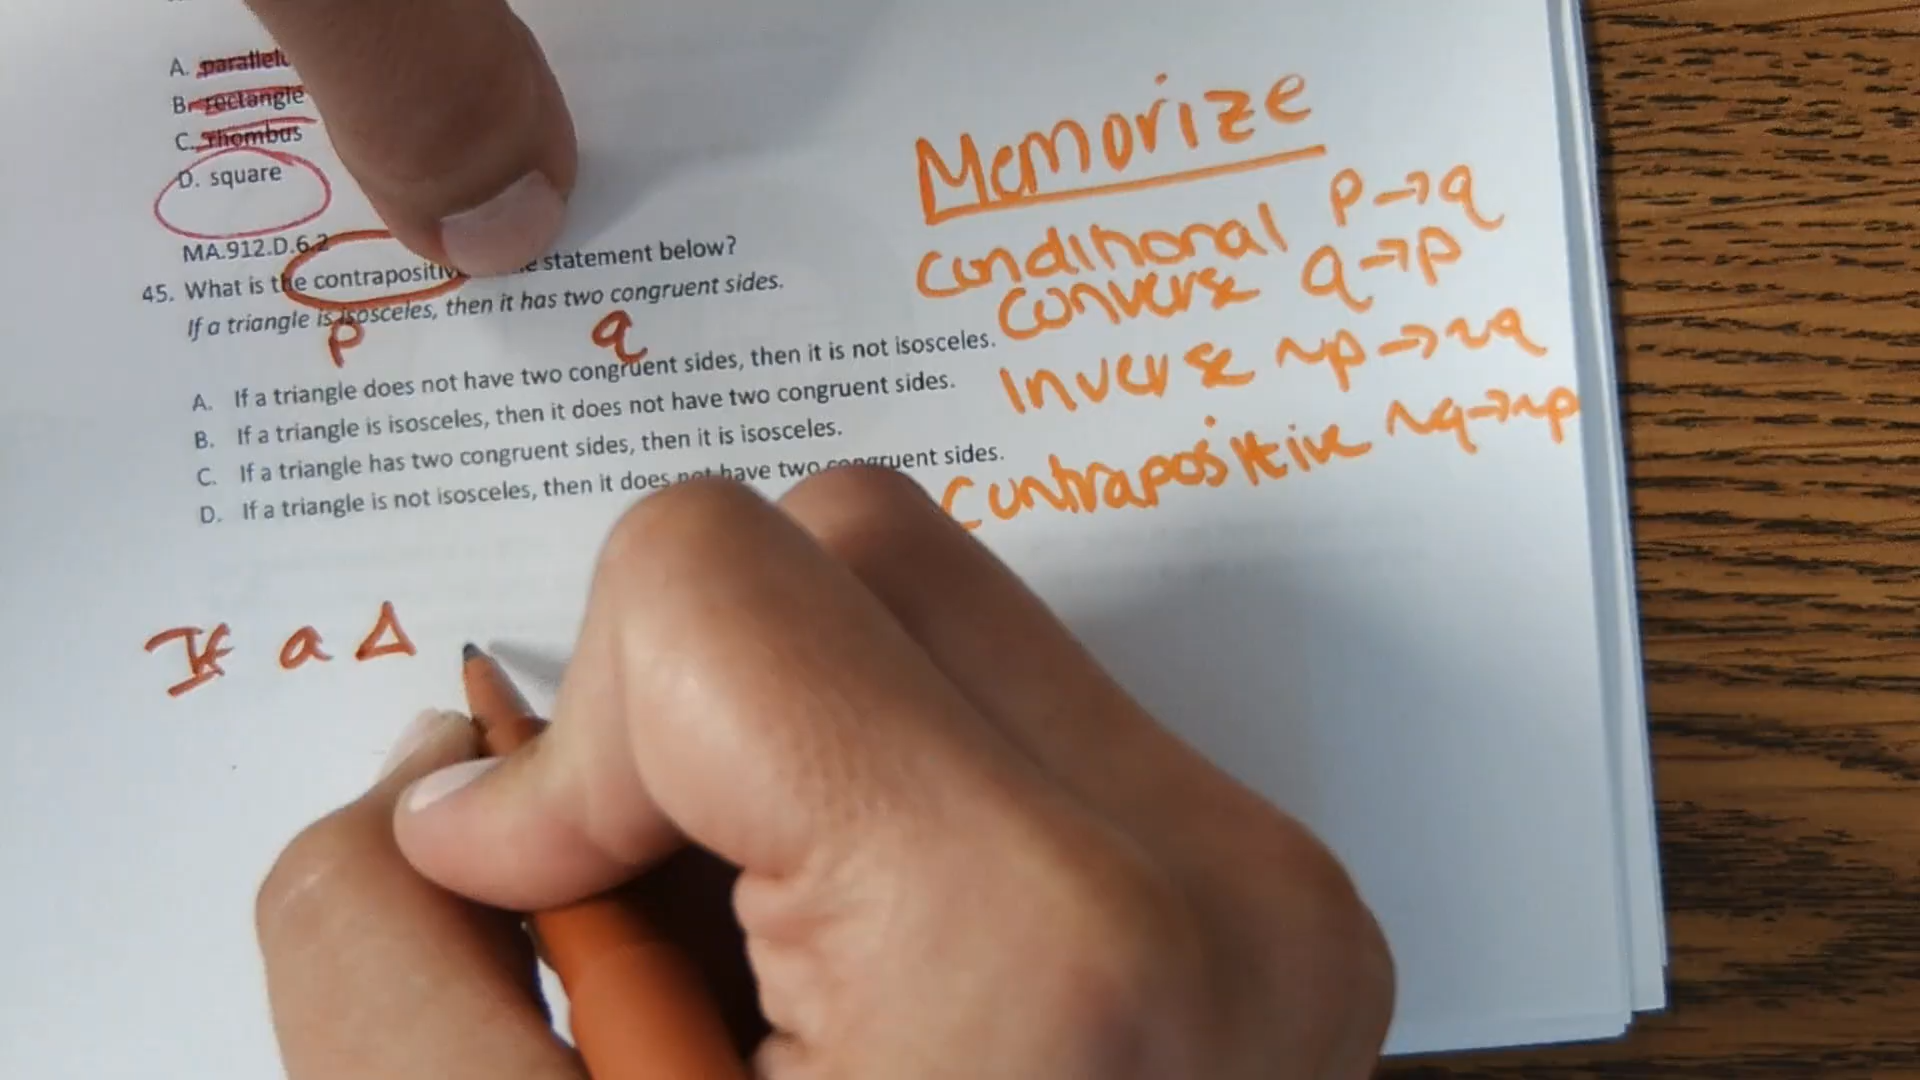 A. parallel
B. rectangle
C. rhombus
D. square
MA.912.D.6.2
45. What is the contrapositive statement below?
If a triangle is isosceles, then it has two congruent sides.
p q
A. If a triangle does not have two congruent sides, then it is not isosceles.
B. If a triangle is isosceles, then it does not have two congruent sides.
C. If a triangle has two congruent sides, then it is isosceles.
D. If a triangle is not isosceles, then it does not have two congruent sides.
If a Δ
Memorize
Conditional p→q
Converse q→p
Inverse ~p→~q
Contrapositive ~q→~p